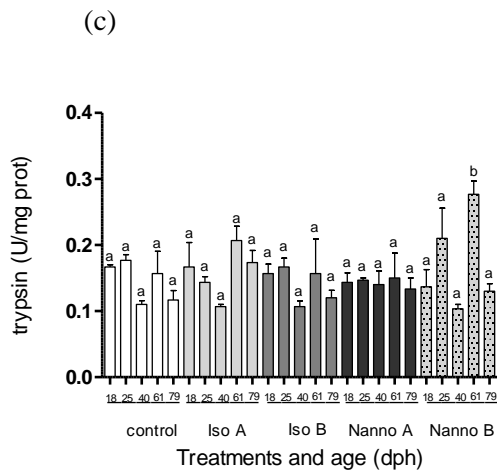 (c)
trypsin (U/mg prot)
0.4
0.3
0.2
0.1
0.0
a a a a a a a a a a a a a a a a a a a a a a a a b a
18 25 40 61 79 18 25 40 61 79 18 25 40 61 79 18 25 40 61 79 18 25 40 61 79
control Iso A Iso B Nanno A Nanno B
Treatments and age (dph)